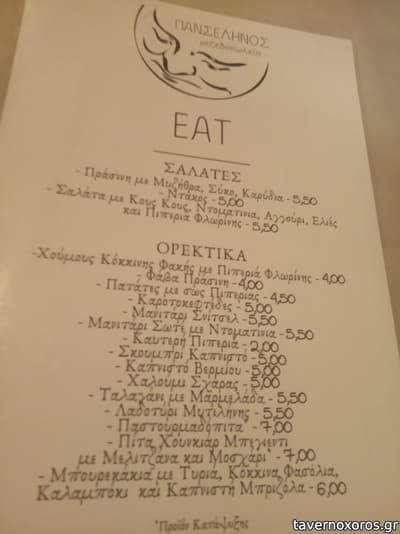 ΠΑΝΣΕΛΗΝΟΣ
μεζεδοπωλείο
EAT
ΣΑΛΑΤΕΣ
- Πράσινη με Μυζήθρα, Σύκο, Καρύδια - 5,50
- Ντάκος - 5,00
- Σαλάτα με Κους Κους, Ντοματίνια, Αγγούρι, Ελιές
και Πιπεριά Φλωρίνης - 5,50
ΟΡΕΚΤΙΚΑ
-Χούμους Κόκκινης Φακής με Πιπεριά Φλωρίνης - 4,00
- Φάβα Πράσινη - 4,00
- Πατάτες με σως Πιπεριάς - 4,50
- Καροτοκεφτέδες - 5,00
- Μανιτάρι Σνίτσελ - 5,50
- Μανιτάρι Σωτέ με Ντοματίνια - 5,50
- Καυτερή Πιπεριά - 2,00
- Σκουμπρί Καπνιστό - 5,00
- Καπνιστό Βερμίου - 5,00
- Χαλούμι Σχάρας - 5,00
- Ταλαγάνι με Μαρμελάδα - 5,50
- Λαδοτύρι Μυτιλήνης - 5,50
- Παστουρμαδόπιτα - 7,00
- Πίτα Χουνκιάρ Μπεγιεντί
με Μελιτζάνα και Μοσχάρι* - 7,00
- Μπουρεκάκια με Τυριά, Κόκκινα Φασόλια,
Καλαμπόκι και Καπνιστή Μπριζόλα - 6,00
*Προϊόν Κατάψυξης
tavernoxoros.gr